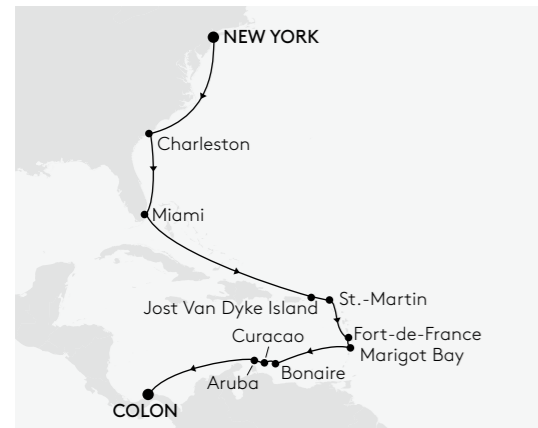 NEW YORK
Charleston
Miami
Jost Van Dyke Island
St.-Martin
Fort-de-France
Marigot Bay
Curacao
Bonaire
Aruba
COLON